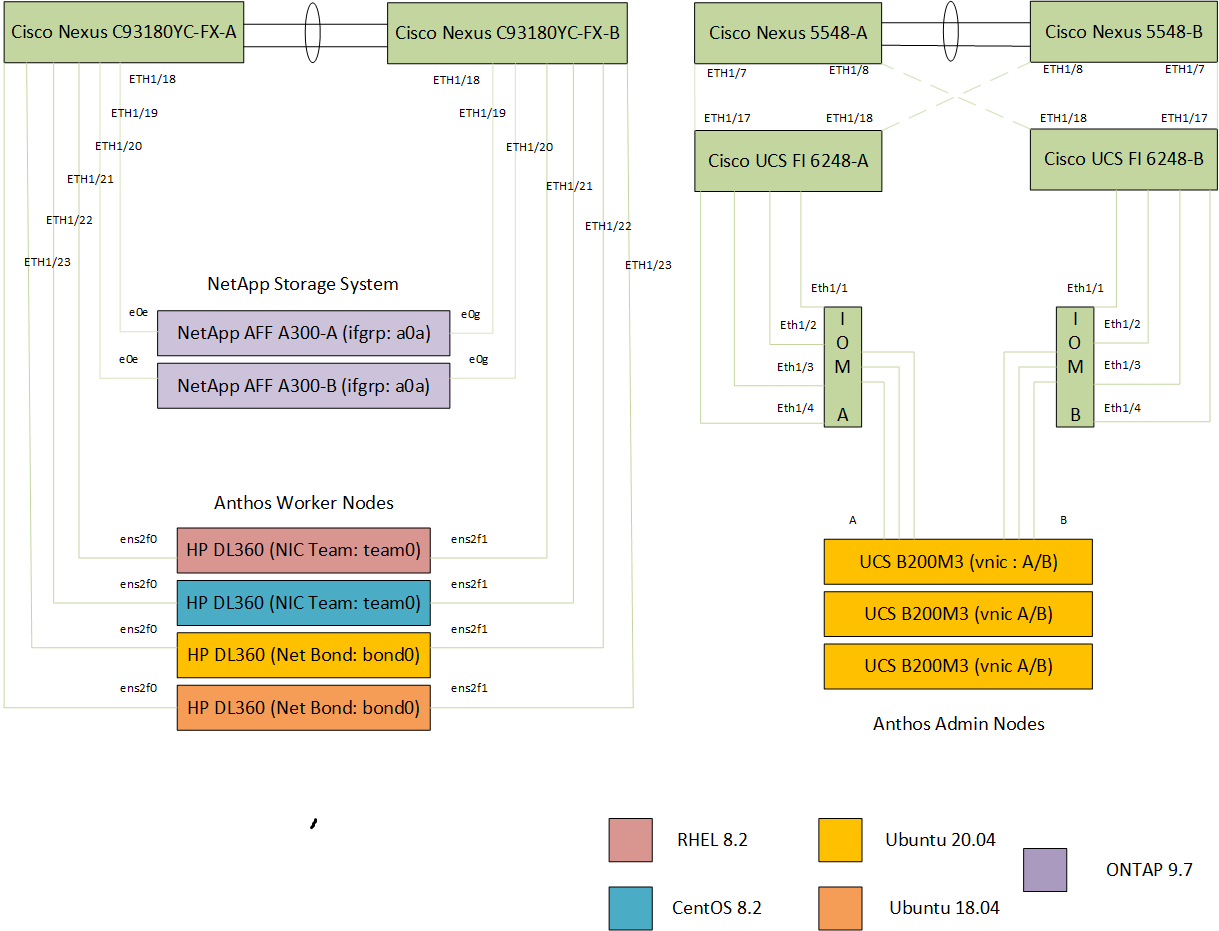 Cisco Nexus C93180YC-FX-A
Cisco Nexus C93180YC-FX-B
ETH1/18
ETH1/19
ETH1/20
ETH1/21
ETH1/22
ETH1/23
ETH1/18
ETH1/19
ETH1/20
ETH1/21
ETH1/22
ETH1/23
NetApp Storage System
e0e
NetApp AFF A300-A (ifgrp: a0a)
e0g
e0e
NetApp AFF A300-B (ifgrp: a0a)
e0g
Anthos Worker Nodes
ens2f0
HP DL360 (NIC Team: team0)
ens2f1
ens2f0
HP DL360 (NIC Team: team0)
ens2f1
ens2f0
HP DL360 (Net Bond: bond0)
ens2f1
ens2f0
HP DL360 (Net Bond: bond0)
ens2f1
Cisco Nexus 5548-A
Cisco Nexus 5548-B
ETH1/7
ETH1/8
ETH1/8
ETH1/7
ETH1/17
ETH1/18
ETH1/18
ETH1/17
Cisco UCS FI 6248-A
Cisco UCS FI 6248-B
Eth1/1
Eth1/2
Eth1/3
Eth1/4
I
O
M
A
Eth1/1
Eth1/2
Eth1/3
Eth1/4
I
O
M
B
A
B
UCS B200M3 (vnic : A/B)
UCS B200M3 (vnic A/B)
UCS B200M3 (vnic A/B)
Anthos Admin Nodes
RHEL 8.2
Ubuntu 20.04
ONTAP 9.7
CentOS 8.2
Ubuntu 18.04